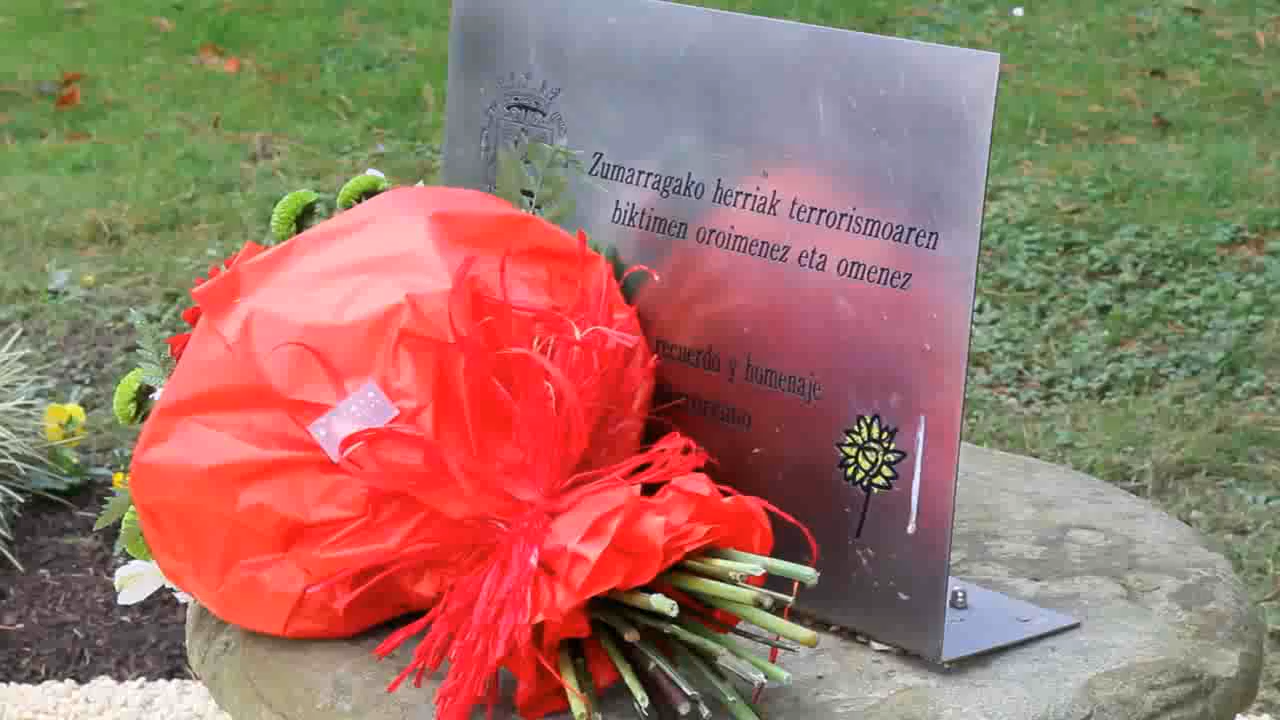 Zumarragako herriak terrorismoaren
biktimen oroimenez eta omenez
recuerdo y homenaje